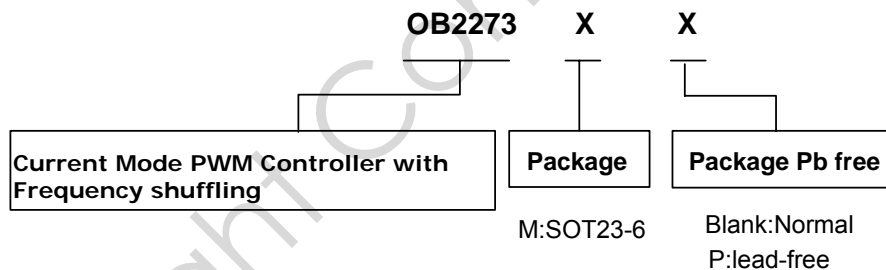 OB2273 X X
Current Mode PWM Controller with
Frequency shuffling
Package
Package Pb free
M:SOT23-6
Blank:Normal
P:lead-free